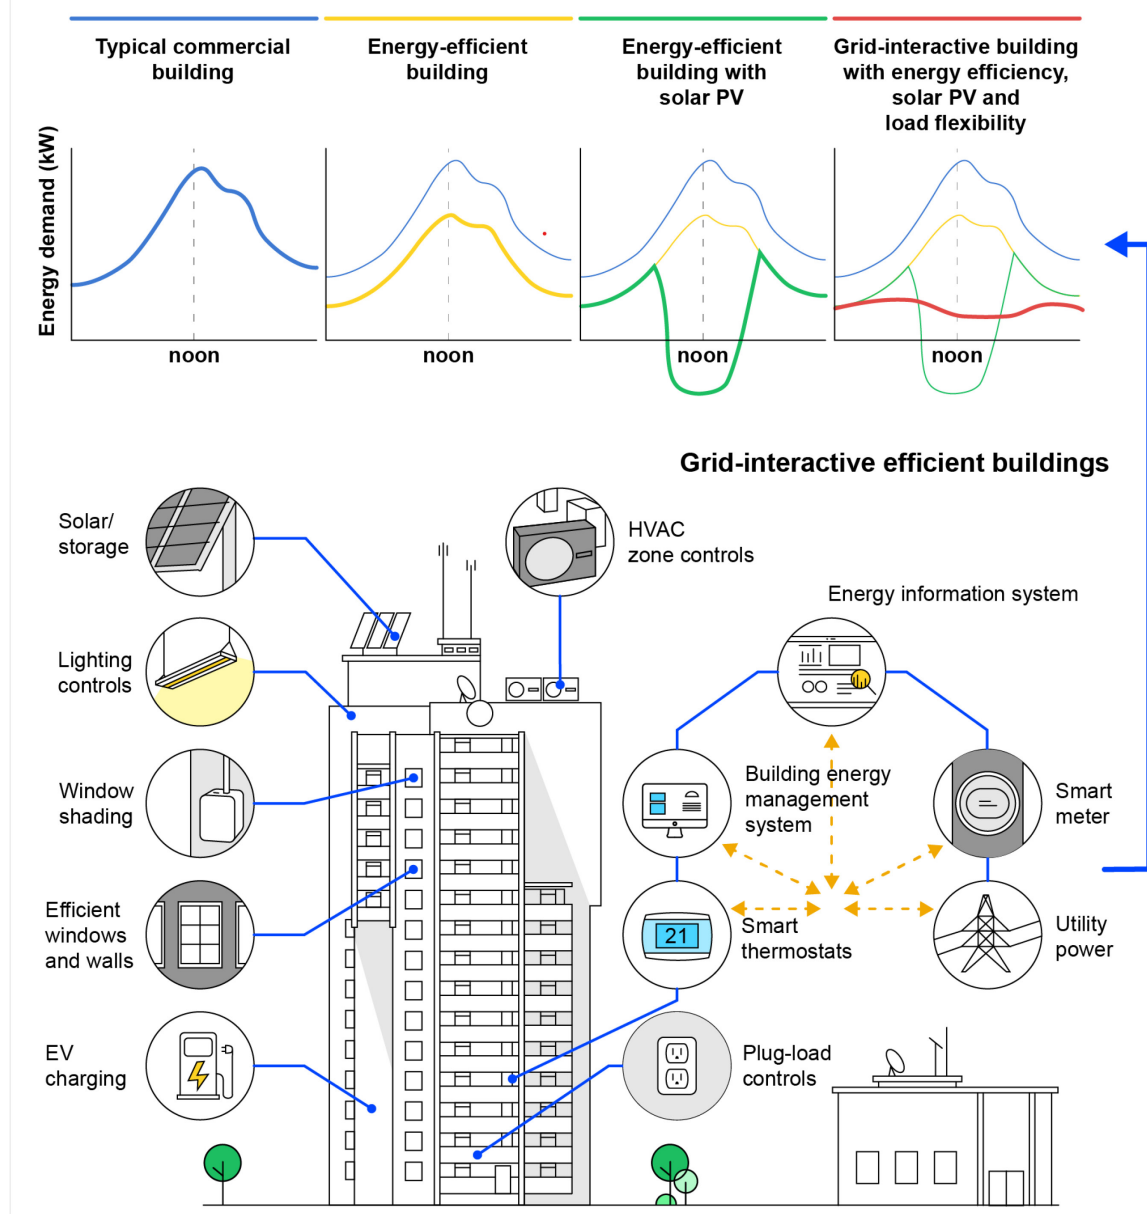 Typical commercial
building
Energy-efficient
building
Energy-efficient
building with
solar PV
Grid-interactive building
with energy efficiency,
solar PV and
load flexibility
Energy demand (kW)
noon
noon
noon
noon
Grid-interactive efficient buildings
Solar/
storage
HVAC
zone controls
Energy information system
Lighting
controls
Window
shading
Building energy
management
system
Smart
meter
Efficient
windows
and walls
21
Smart
thermostats
Utility
power
EV
charging
Plug-load
controls